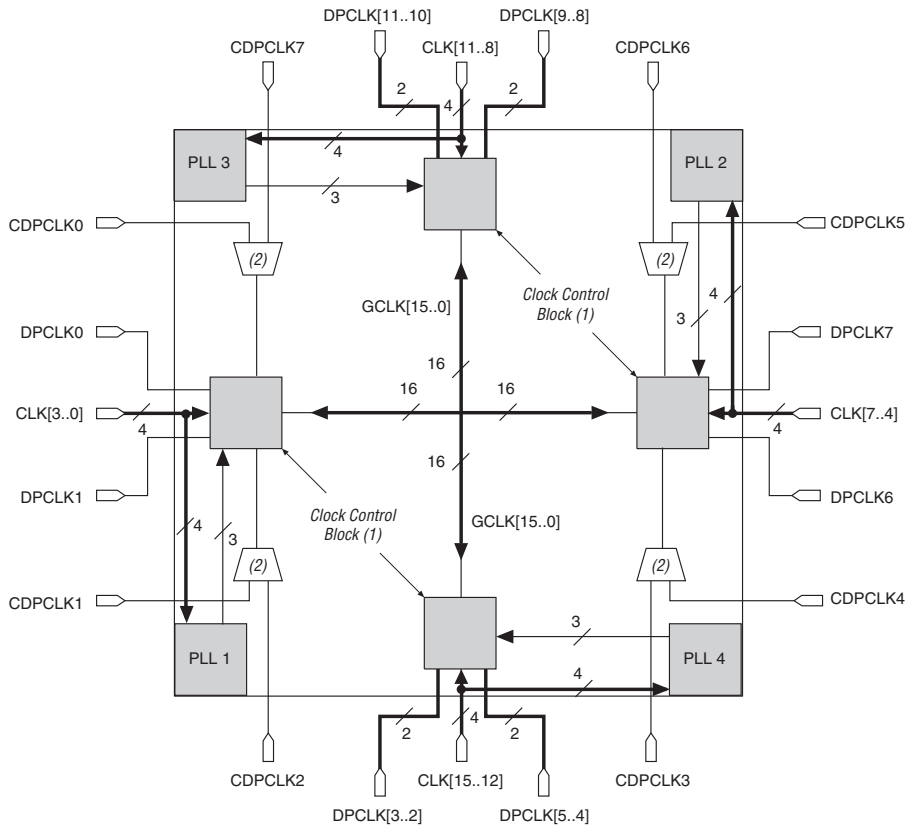 DPCLK[11..10]
DPCLK[9..8]
CDPCLK7
CLK[11..8]
CDPCLK6
2
4
2
PLL 3
4
PLL 2
3
CDPCLK0
CDPCLK5
(2)
(2)
Clock Control
Block (1)
4
GCLK[15..0]
3
DPCLK0
DPCLK7
16
16
16
CLK[3..0]
4
CLK[7..4]
4
16
DPCLK1
DPCLK6
Clock Control
Block (1)
GCLK[15..0]
4
3
(2)
(2)
CDPCLK1
CDPCLK4
3
PLL 1
PLL 4
4
2
4
2
CDPCLK2
CLK[15..12]
CDPCLK3
DPCLK[3..2]
DPCLK[5..4]